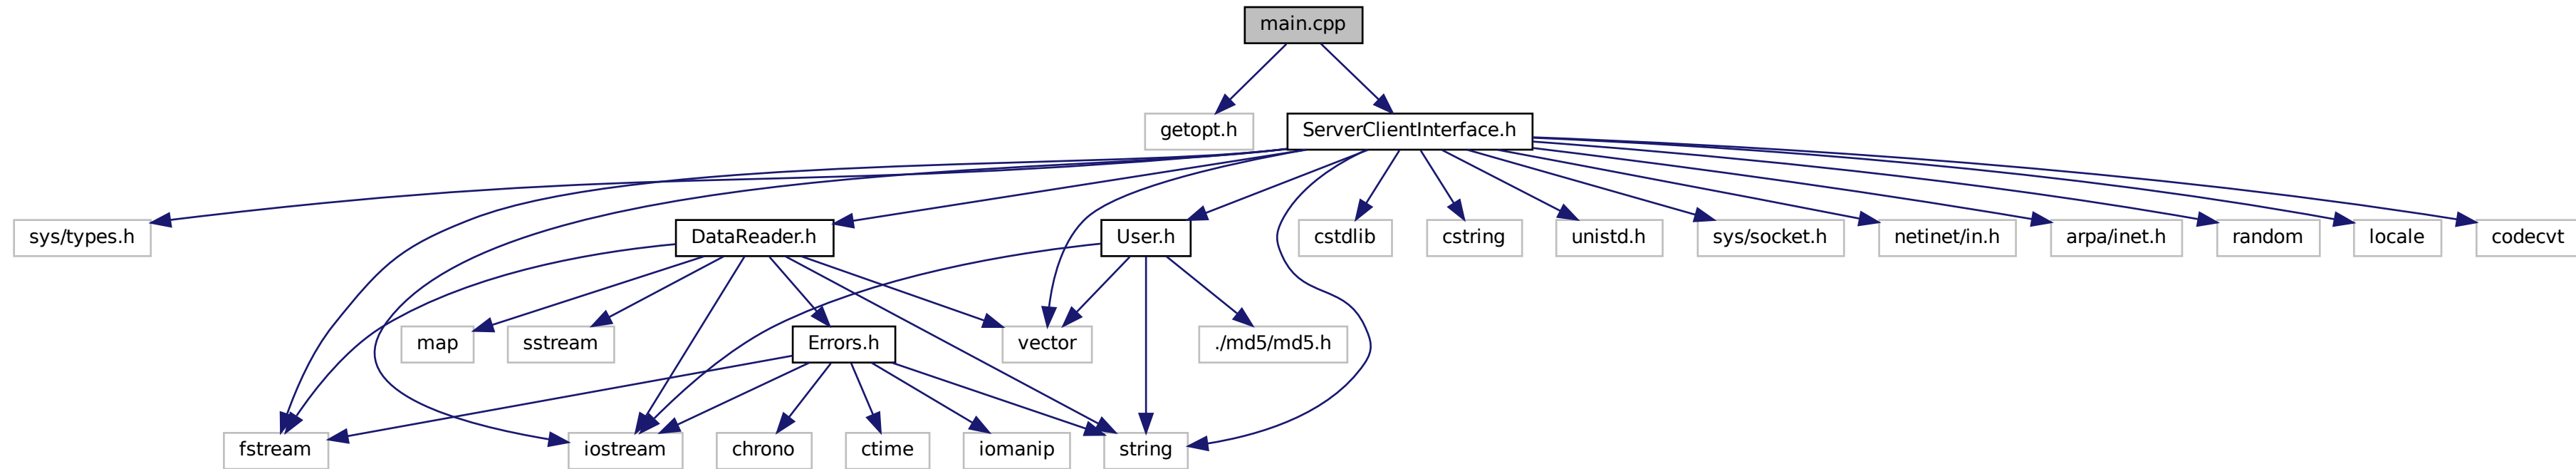 main.cpp
getopt.h
ServerClientInterface.h
sys/types.h
DataReader.h
User.h
cstdlib
cstring
unistd.h
sys/socket.h
netinet/in.h
arpa/inet.h
random
locale
codecvt
map
sstream
Errors.h
vector
./md5/md5.h
fstream
iostream
chrono
ctime
iomanip
string